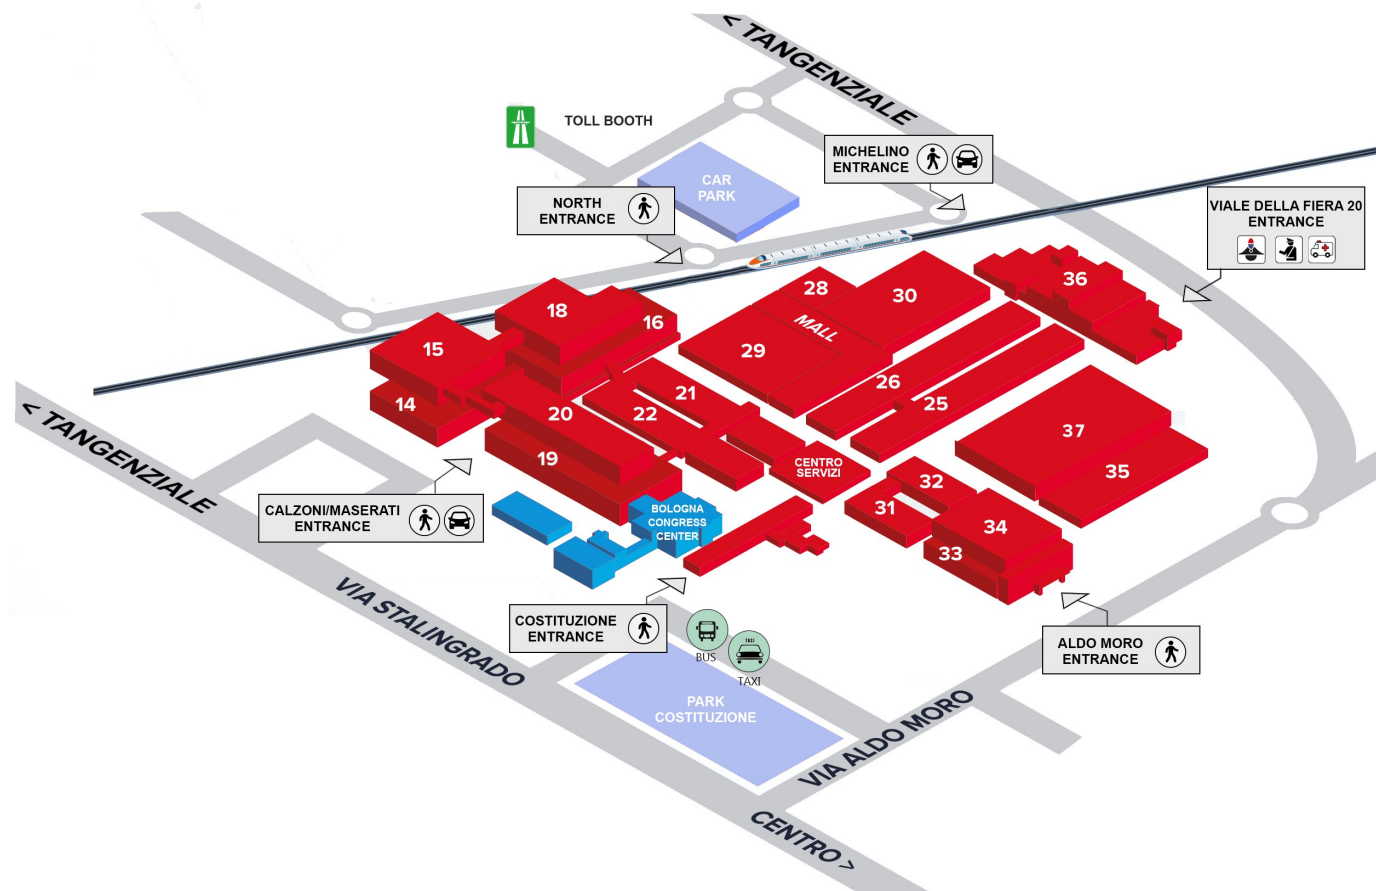 < TANGENZIALE
TOLL BOOTH
MICHELINO
ENTRANCE
CAR
PARK
NORTH
ENTRANCE
VIALE DELLA FIERA 20
ENTRANCE
36
28
30
18
16
MALL
15
29
26
21
25
14
20
22
37
19
CENTRO
SERVIZI
32
35
31
34
33
< TANGENZIALE
CALZONI/MASERATI
ENTRANCE
BOLOGNA
CONGRESS
CENTER
COSTITUZIONE
ENTRANCE
VIA STALINGRADO
BUS
TAXI
TAXI
ALDO MORO
ENTRANCE
PARK
COSTITUZIONE
VIA ALDO MORO
CENTRO >